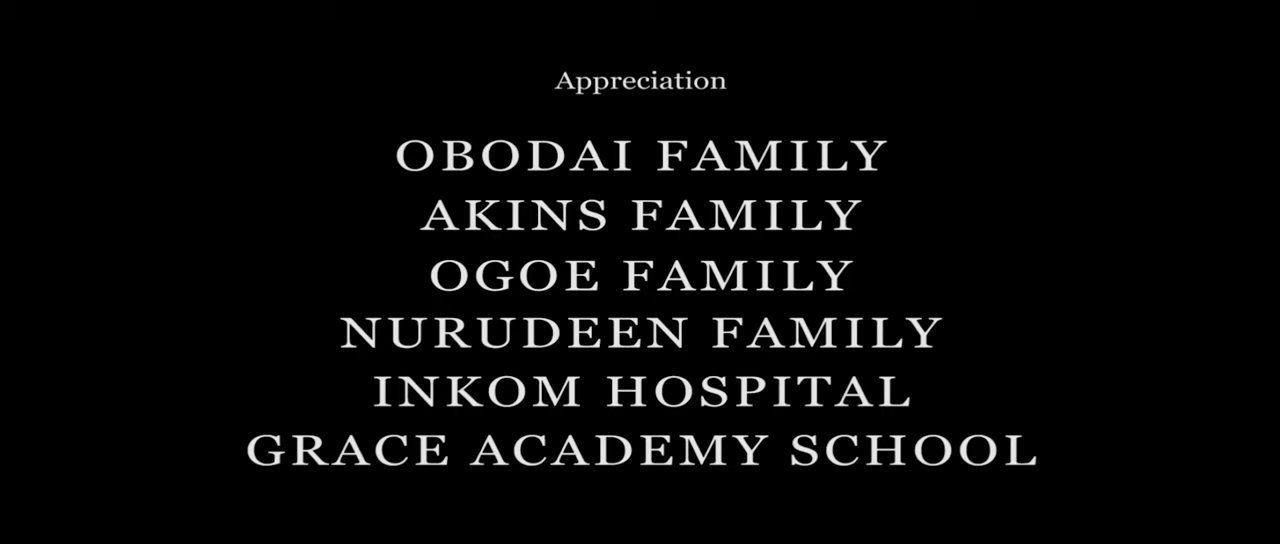 Appreciation
OBODAI FAMILY
AKINS FAMILY
OGOE FAMILY
NURUDEEN FAMILY
INKOM HOSPITAL
GRACE ACADEMY SCHOOL